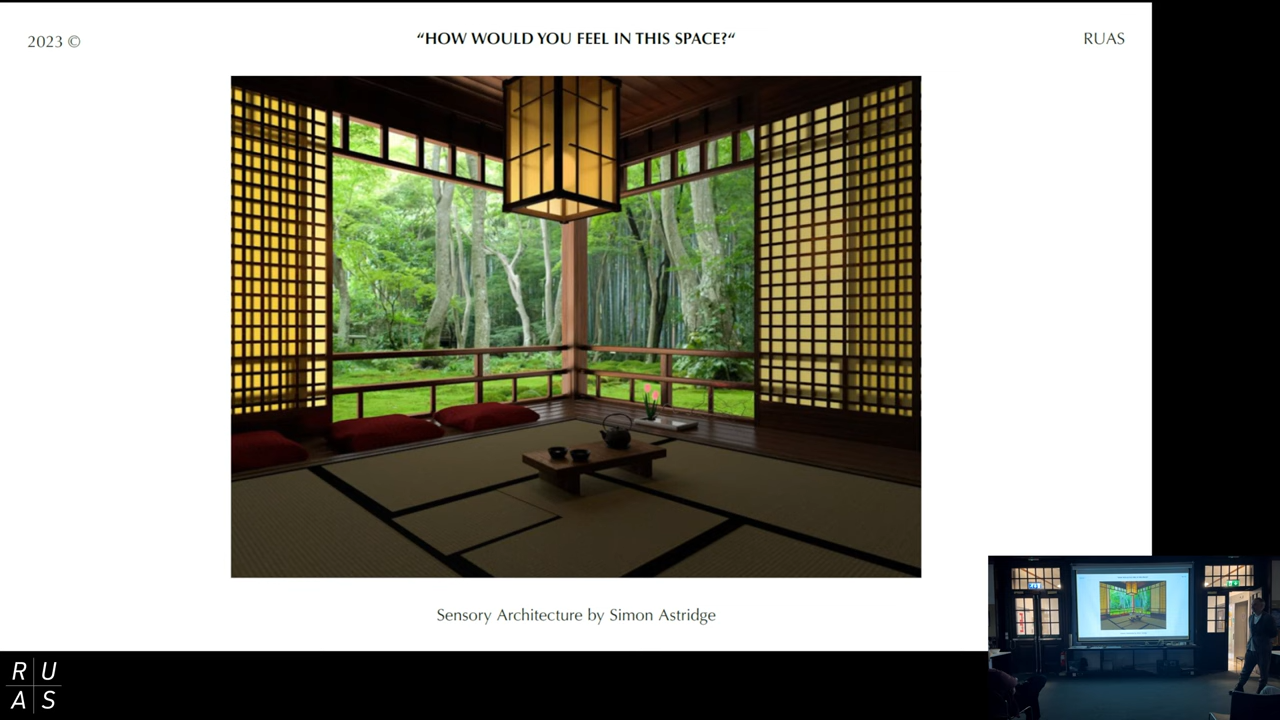 2023 ©
“HOW WOULD YOU FEEL IN THIS SPACE?“
RUAS
Sensory Architecture by Simon Astridge
R U
A S